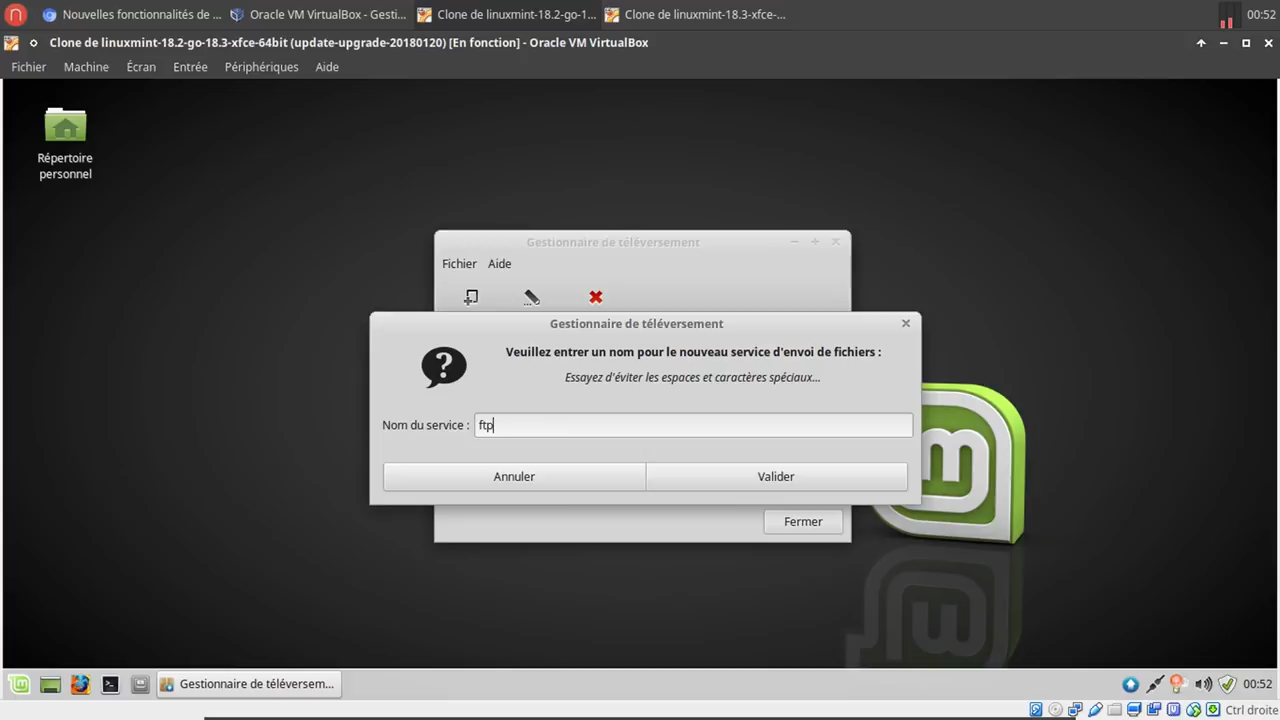 Nouvelles fonctionnalités de ...
Oracle VM VirtualBox - Gesti...
Clone de linuxmint-18.2-go-1...
Clone de linuxmint-18.3-xfce-...
00:52
Clone de linuxmint-18.2-go-18.3-xfce-64bit (update-upgrade-20180120) [En fonction] - Oracle VM VirtualBox
Fichier Machine Écran Entrée Périphériques Aide
Répertoire
personnel
Gestionnaire de téléversement
Fichier Aide
Gestionnaire de téléversement
Veuillez entrer un nom pour le nouveau service d'envoi de fichiers :
Essayez d'éviter les espaces et caractères spéciaux...
Nom du service : ftp
Annuler
Valider
Fermer
Gestionnaire de téléversem...
00:52
Ctrl droite